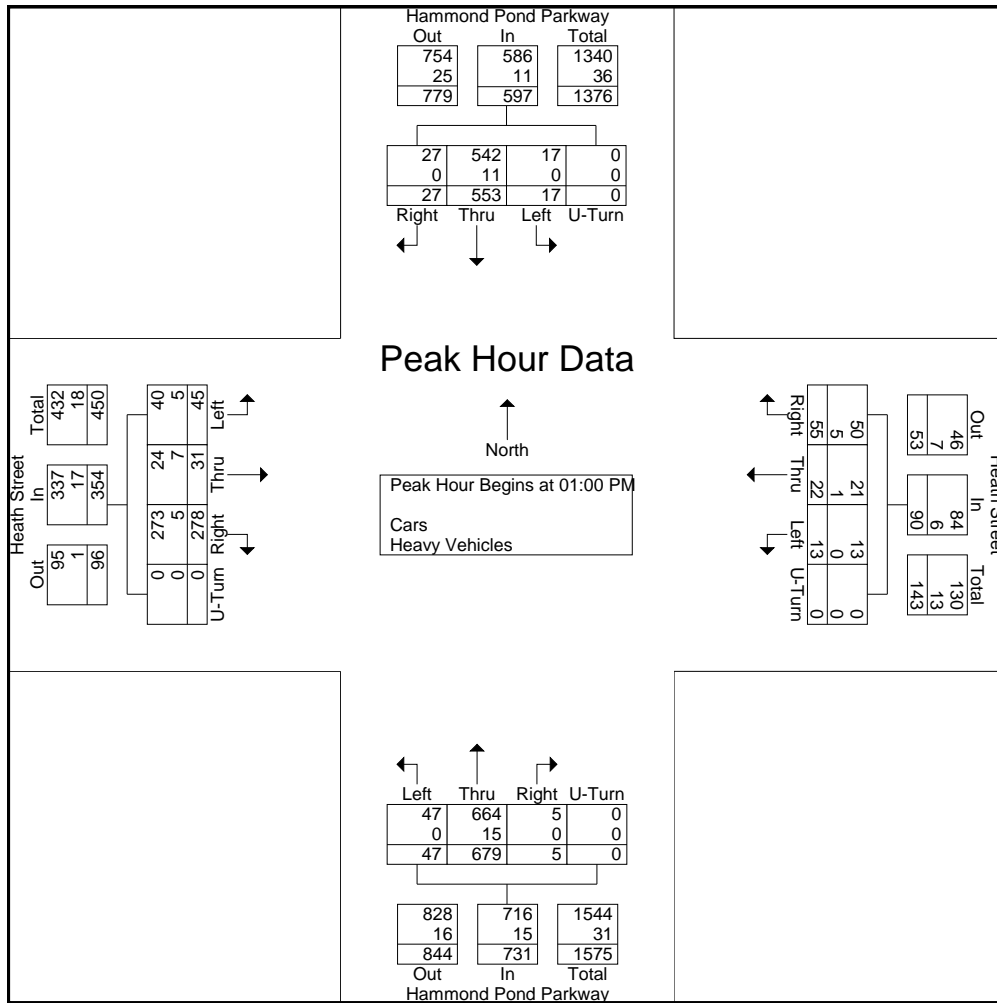 Hammond Pond Parkway
Out In Total
754 586 1340
25 11 36
779 597 1376
27 542 17 0
0 11 0 0
27 553 17 0
Right Thru Left U-Turn
Peak Hour Data
North
Peak Hour Begins at 01:00 PM
Cars
Heavy Vehicles
Heath Street
Out In Total
96 354 450
1 17 18
95 337 432
Left Thru Right U-Turn
45 31 278 0
5 7 5 0
40 24 273 0
Heath Street
Out In Total
46 84 130
7 6 13
53 90 143
50 21 13 0
5 1 0 0
55 22 13 0
Right Thru Left U-Turn
Left Thru Right U-Turn
47 664 5 0
0 15 0 0
47 679 5 0
828 716 1544
16 15 31
844 731 1575
Out In Total
Hammond Pond Parkway